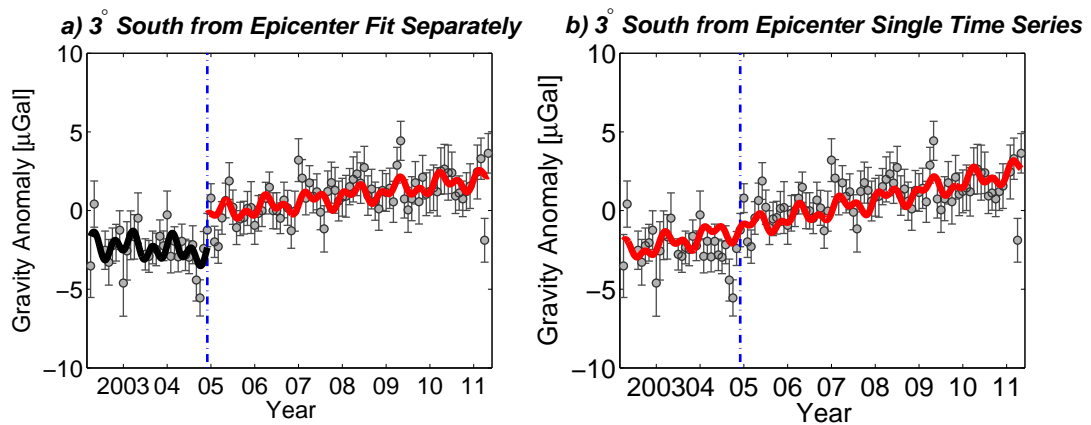 a) 3° South from Epicenter Fit Separately
10
5
0
−5
−10
Gravity Anomaly [μGal]
2003 04 05 06 07 08 09 10 11
Year
b) 3° South from Epicenter Single Time Series
10
5
0
−5
−10
Gravity Anomaly [μGal]
2003 04 05 06 07 08 09 10 11
Year